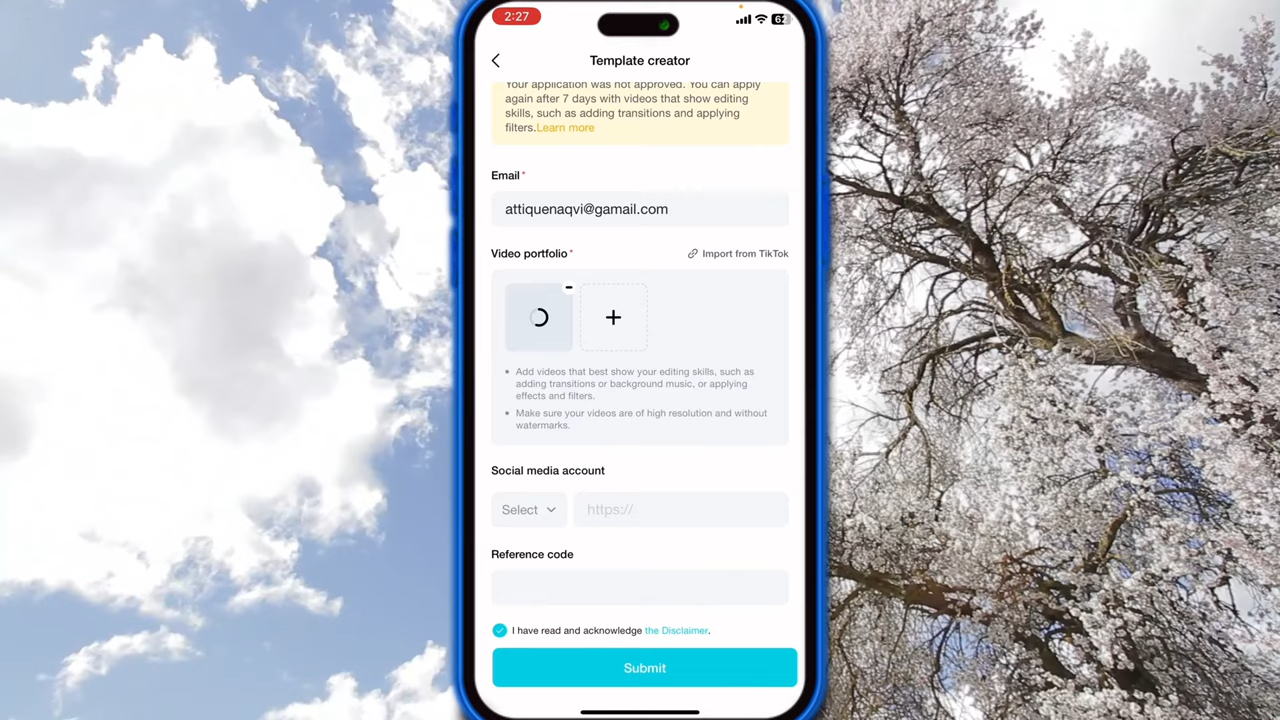 2:27
62
Template creator
Your application was not approved. You can apply
again after 7 days with videos that show editing
skills, such as adding transitions and applying
filters.Learn more
Email*
attiquenaqvi@gamail.com
Video portfolio*
Import from TikTok
Add videos that best show your editing skills, such as
adding transitions or background music, or applying
effects and filters.
Make sure your videos are of high resolution and without
watermarks.
Social media account
Select
https://
Reference code
I have read and acknowledge the Disclaimer.
Submit